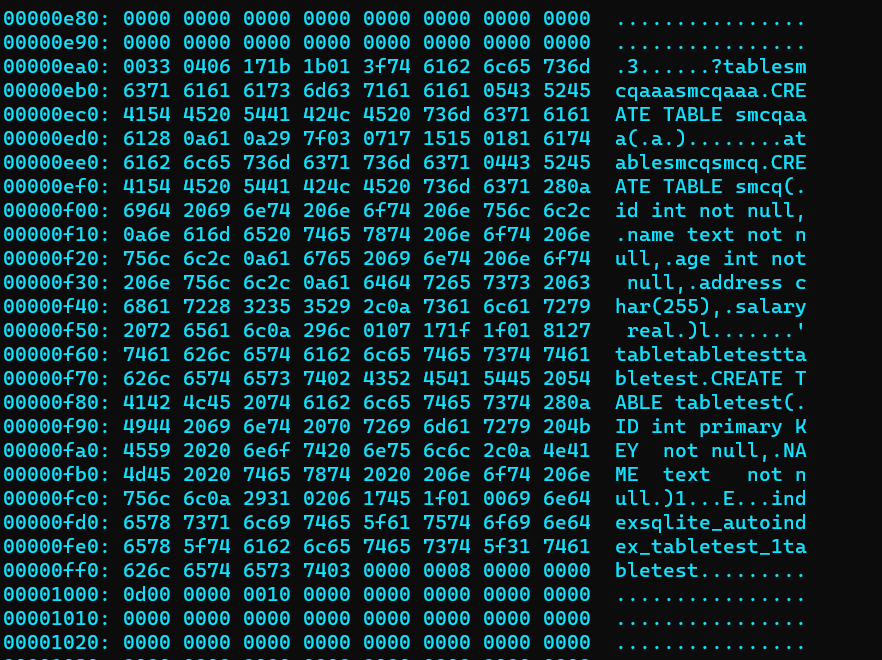 00000e80: 0000 0000 0000 0000 0000 0000 0000 0000  ................
00000e90: 0000 0000 0000 0000 0000 0000 0000 0000  ................
00000ea0: 0033 0406 171b 1b01 3f74 6162 6c65 736d  .3......?tablesm
00000eb0: 6371 6161 6173 6d63 7161 6161 0543 5245  cqaaasmcqaaa.CRE
00000ec0: 4154 4520 5441 424c 4520 736d 6371 6161  ATE TABLE smcqaa
00000ed0: 6128 0a61 0a29 7f03 0717 1515 0181 6174  a(.a.)........at
00000ee0: 6162 6c65 736d 6371 736d 6371 0443 5245  ablesmcqsmcq.CRE
00000ef0: 4154 4520 5441 424c 4520 736d 6371 280a  ATE TABLE smcq(.
00000f00: 6964 2069 6e74 206e 6f74 206e 756c 6c2c  id int not null,
00000f10: 0a6e 616d 6520 7465 7874 206e 6f74 206e  .name text not n
00000f20: 756c 6c2c 0a61 6765 2069 6e74 206e 6f74  ull,.age int not
00000f30: 206e 756c 6c2c 0a61 6464 7265 7373 2063   null,.address c
00000f40: 6861 7228 3235 3529 2c0a 7361 6c61 7279  har(255),.salary
00000f50: 2072 6561 6c0a 296c 0107 171f 1f01 8127   real.)l.......'
00000f60: 7461 626c 6574 6162 6c65 7465 7374 7461  tabletabletestta
00000f70: 626c 6574 6573 7402 4352 4541 5445 2054  bletest.CREATE T
00000f80: 4142 4c45 2074 6162 6c65 7465 7374 280a  ABLE tabletest(.
00000f90: 4944 2069 6e74 2070 7269 6d61 7279 204b  ID int primary K
00000fa0: 4559 2020 6e6f 7420 6e75 6c6c 2c0a 4e41  EY  not null,.NA
00000fb0: 4d45 2020 7465 7874 2020 206e 6f74 206e  ME  text   not n
00000fc0: 756c 6c0a 2931 0206 1745 1f01 0069 6e64  ull.)1...E...ind
00000fd0: 6578 7371 6c69 7465 5f61 7574 6f69 6e64  exsqlite_autoind
00000fe0: 6578 5f74 6162 6c65 7465 7374 5f31 7461  ex_tabletest_1ta
00000ff0: 626c 6574 6573 7403 0000 0008 0000 0000  bletest.........
00001000: 0d00 0000 0010 0000 0000 0000 0000 0000  ................
00001010: 0000 0000 0000 0000 0000 0000 0000 0000  ................
00001020: 0000 0000 0000 0000 0000 0000 0000 0000  ................